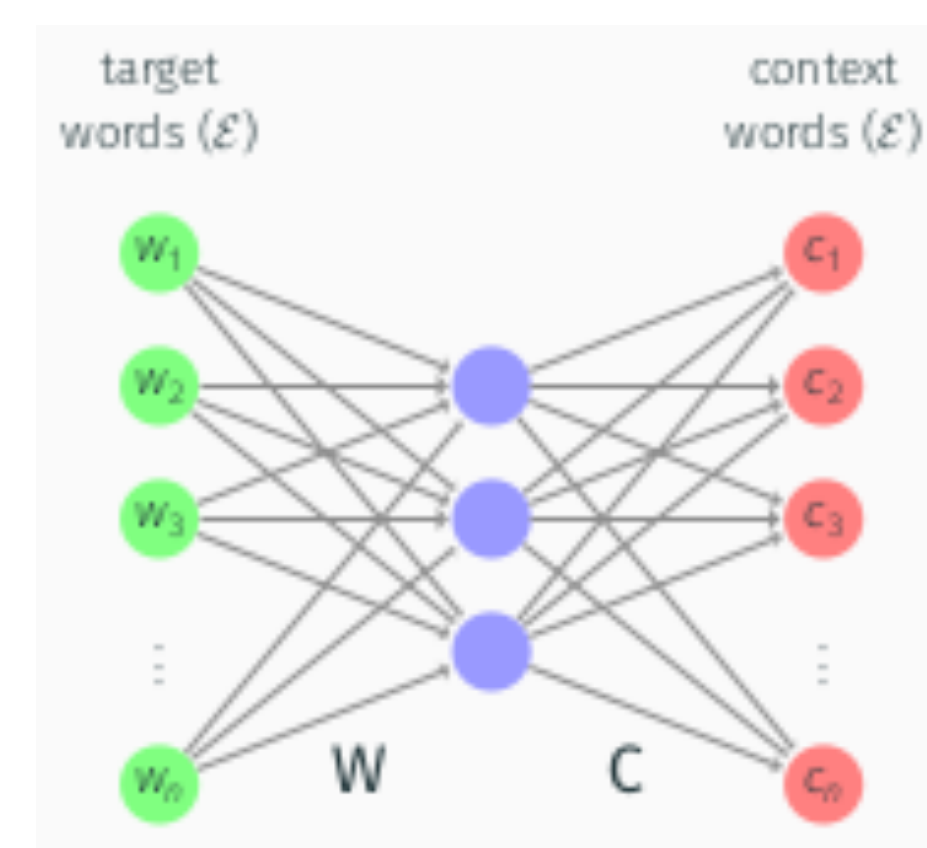 target
words (ℰ)
context
words (ℰ)
w₁
c₁
w₂
c₂
w₃
c₃
⋮
⋮
W
C
wₙ
cₙ